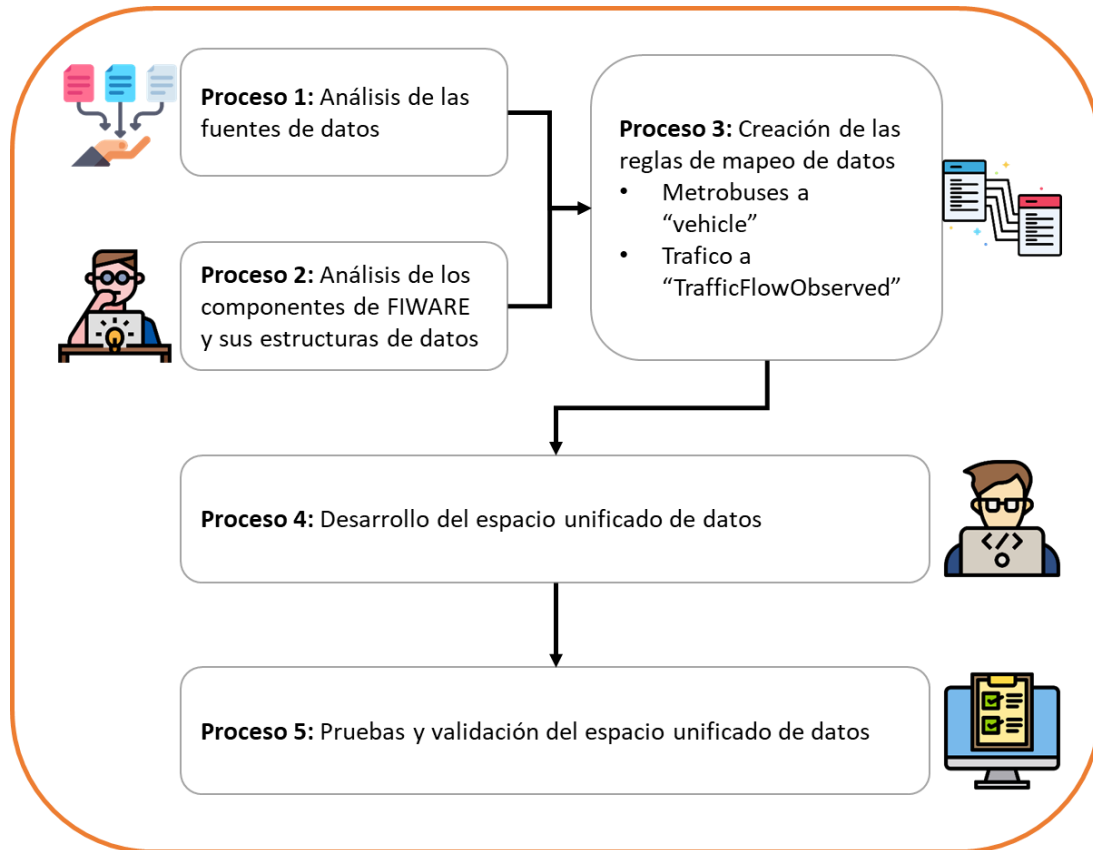 Proceso 1: Análisis de las
fuentes de datos
Proceso 2: Análisis de los
componentes de FIWARE
y sus estructuras de datos
Proceso 3: Creación de las
reglas de mapeo de datos
• Metrobuses a
“vehicle”
• Trafico a
“TrafficFlowObserved”
Proceso 4: Desarrollo del espacio unificado de datos
Proceso 5: Pruebas y validación del espacio unificado de datos